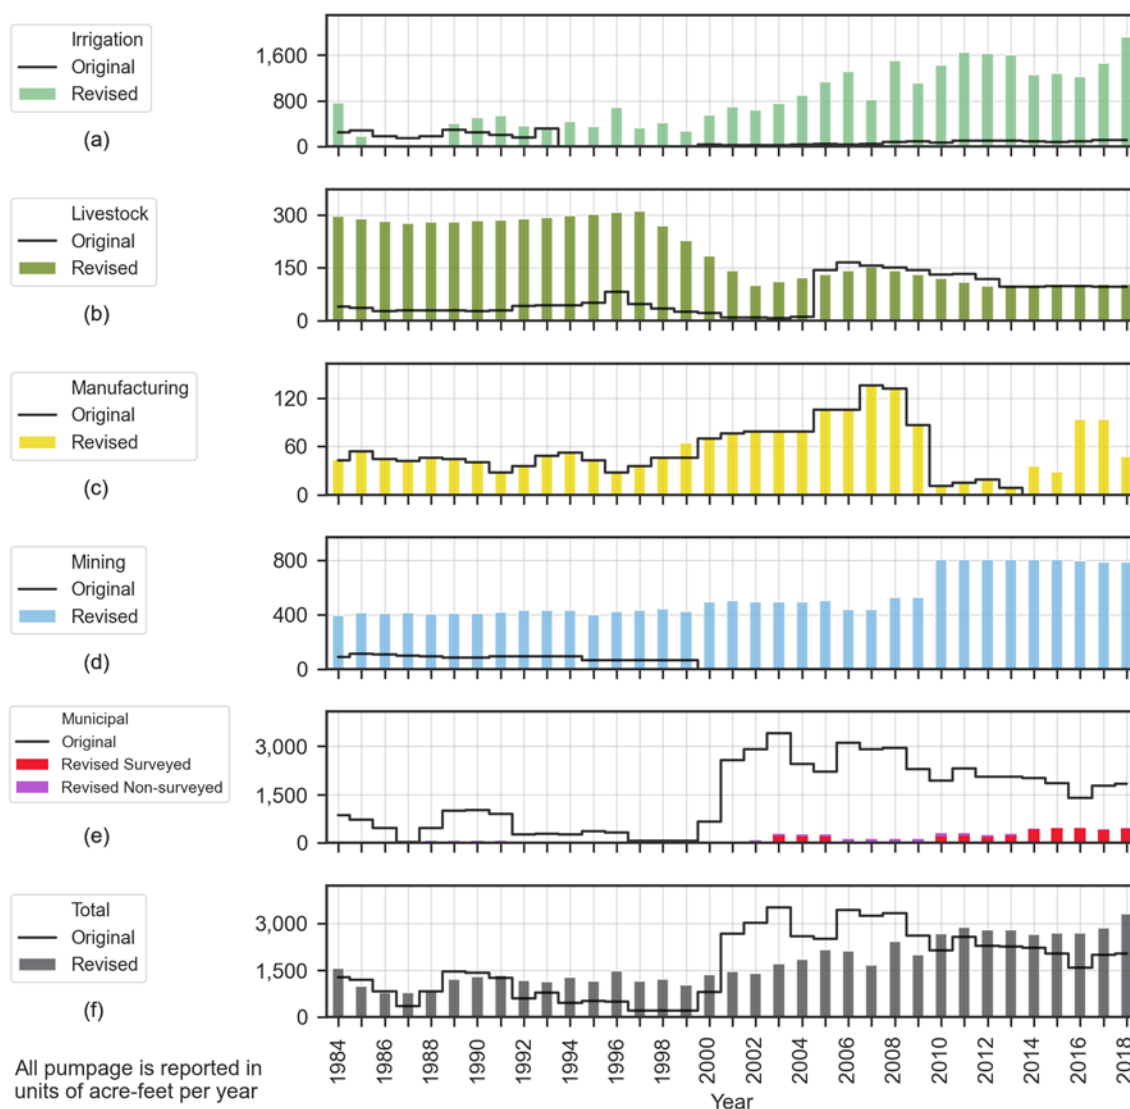 Irrigation
Original
Revised
(a)
1,600
800
0
Livestock
Original
Revised
(b)
300
150
0
Manufacturing
Original
Revised
(c)
120
60
0
Mining
Original
Revised
(d)
800
400
0
Municipal
Original
Revised Surveyed
Revised Non-surveyed
(e)
3,000
1,500
0
Total
Original
Revised
(f)
3,000
1,500
0
1984
1986
1988
1990
1992
1994
1996
1998
2000
2002
2004
2006
2008
2010
2012
2014
2016
2018
Year
All pumpage is reported in
units of acre-feet per year